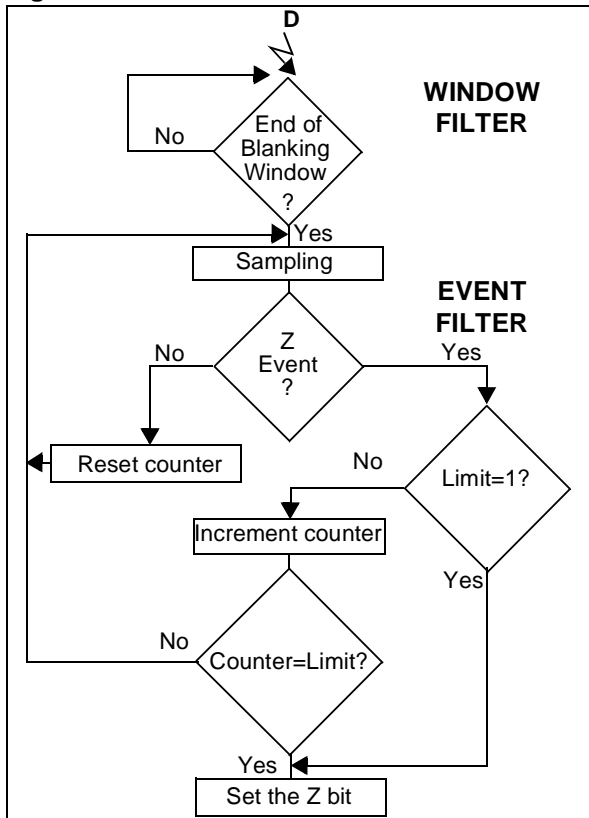 D
WINDOW
FILTER
End of
Blanking
Window
?
No
Yes
Sampling
EVENT
FILTER
Z
Event
?
No
Yes
Reset counter
Limit=1?
No
Increment counter
Yes
No
Counter=Limit?
Yes
Set the Z bit